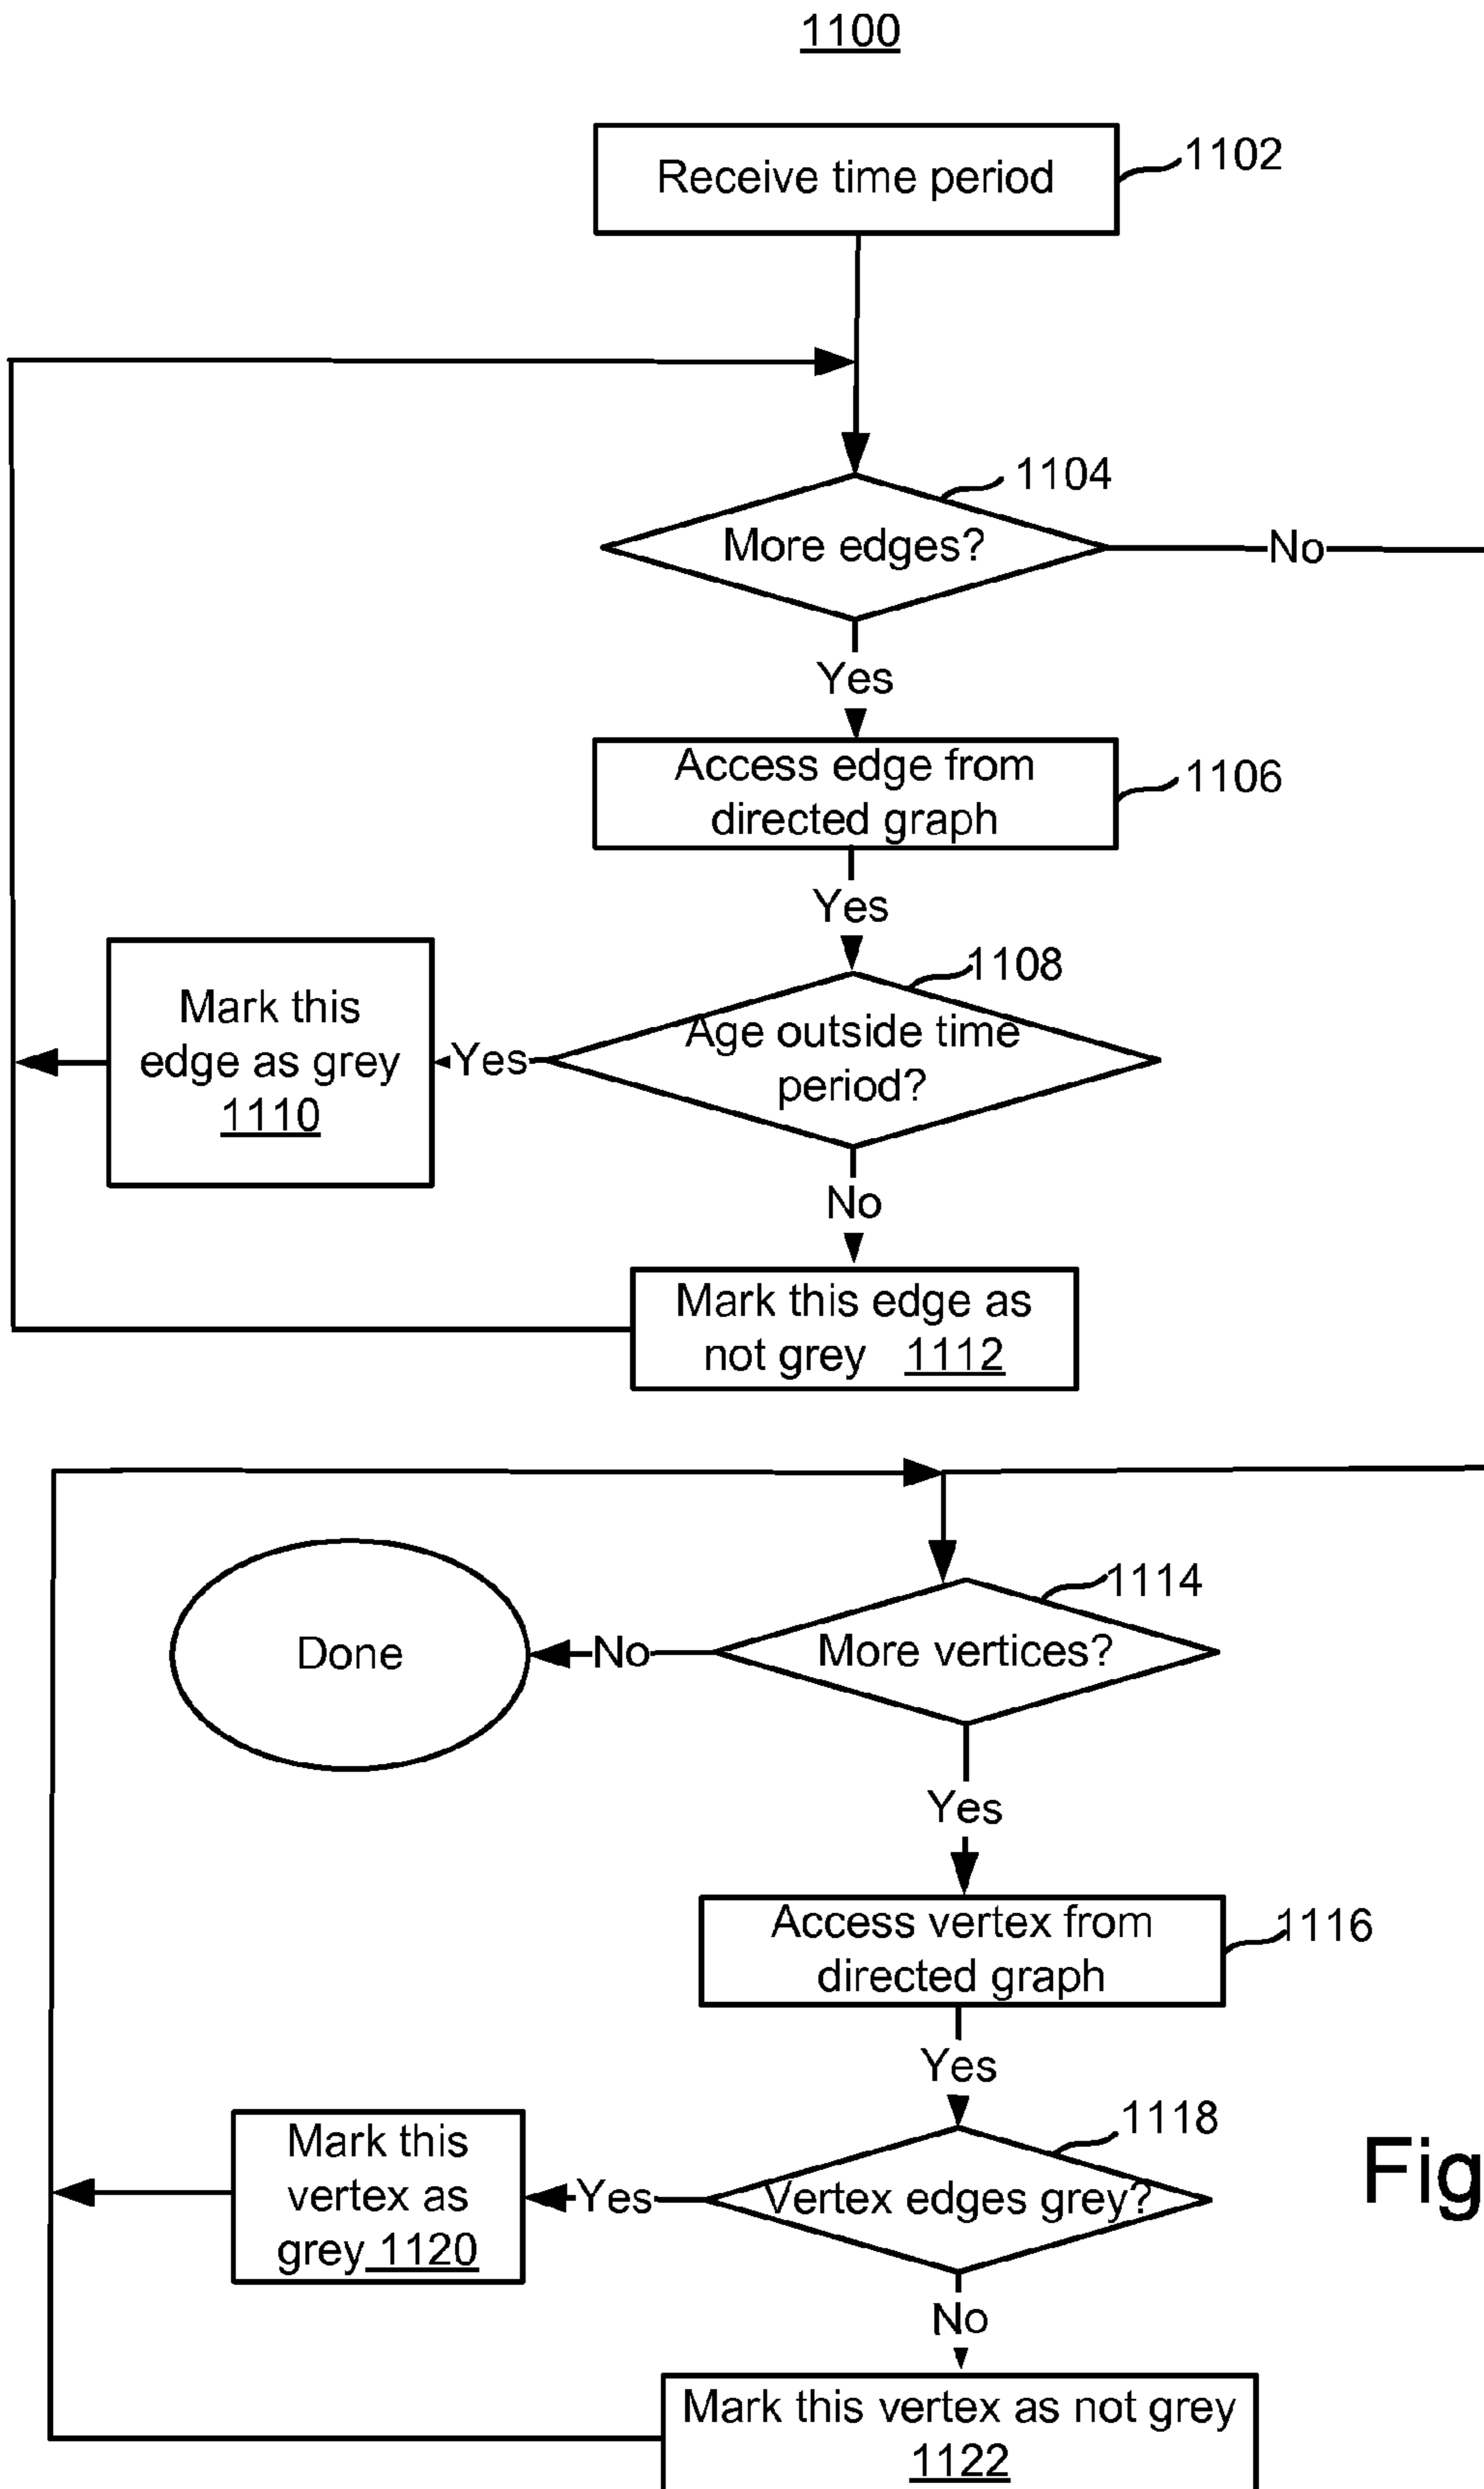 1100
Receive time period
1102
1104
More edges?
No
Yes
Access edge from
directed graph
1106
Yes
1108
Age outside time
period?
Yes
Mark this
edge as grey
1110
No
Mark this edge as
not grey 1112
1114
More vertices?
No
Done
Yes
Access vertex from
directed graph
1116
Yes
1118
Vertex edges grey?
Yes
Mark this
vertex as
grey 1120
No
Mark this vertex as not grey
1122
Fig